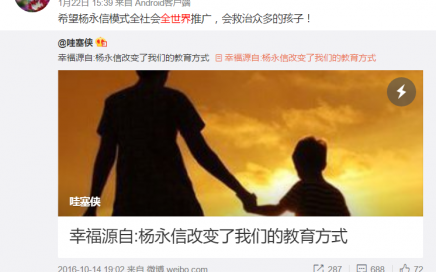 1月22日 15:39 来自 Android客户端
希望杨永信模式全社会全世界推广，会救治众多的孩子！
@哇塞侠
幸福源自:杨永信改变了我们的教育方式 幸福源自:杨永信改变了我们的教育方式
哇塞侠
幸福源自:杨永信改变了我们的教育方式
2016-10-14 19:02 来自 微博 weibo.com 287 688 72